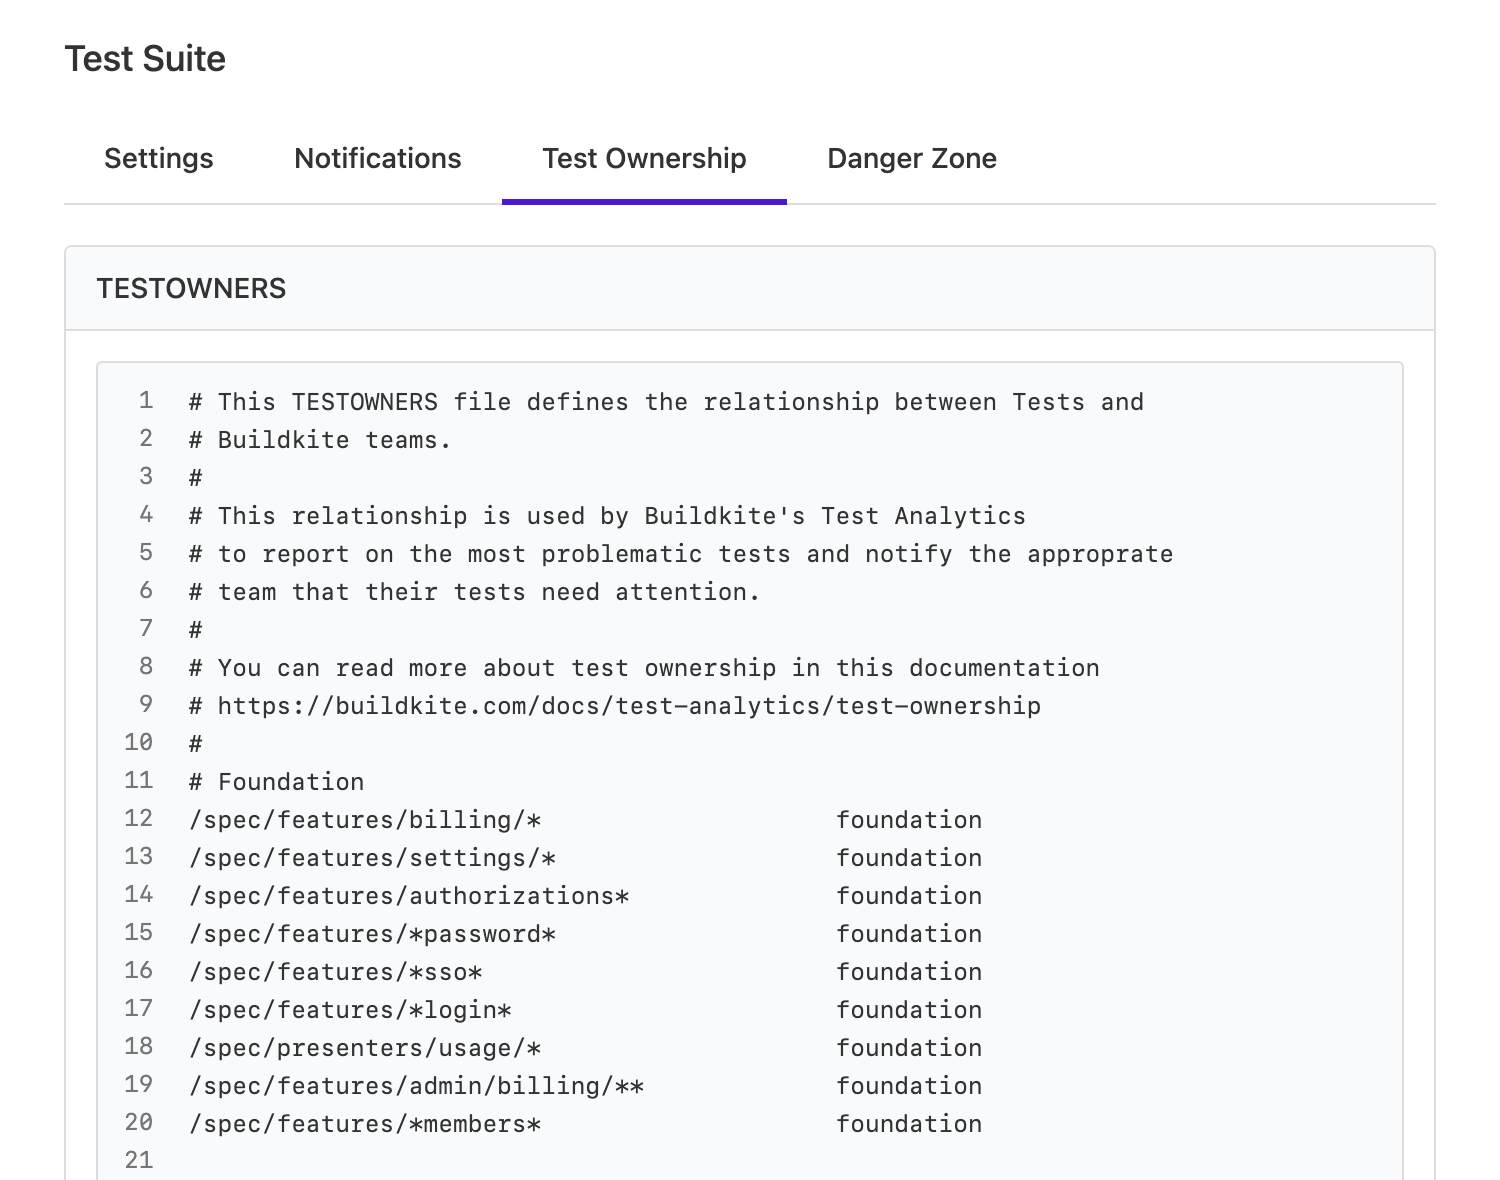 Test Suite
Settings Notifications Test Ownership Danger Zone
TESTOWNERS
1 # This TESTOWNERS file defines the relationship between Tests and
2 # Buildkite teams.
3 #
4 # This relationship is used by Buildkite's Test Analytics
5 # to report on the most problematic tests and notify the approprate
6 # team that their tests need attention.
7 #
8 # You can read more about test ownership in this documentation
9 # https://buildkite.com/docs/test-analytics/test-ownership
10 #
11 # Foundation
12 /spec/features/billing/* foundation
13 /spec/features/settings/* foundation
14 /spec/features/authorizations* foundation
15 /spec/features/*password* foundation
16 /spec/features/*sso* foundation
17 /spec/features/*login* foundation
18 /spec/presenters/usage/* foundation
19 /spec/features/admin/billing/** foundation
20 /spec/features/*members* foundation
21